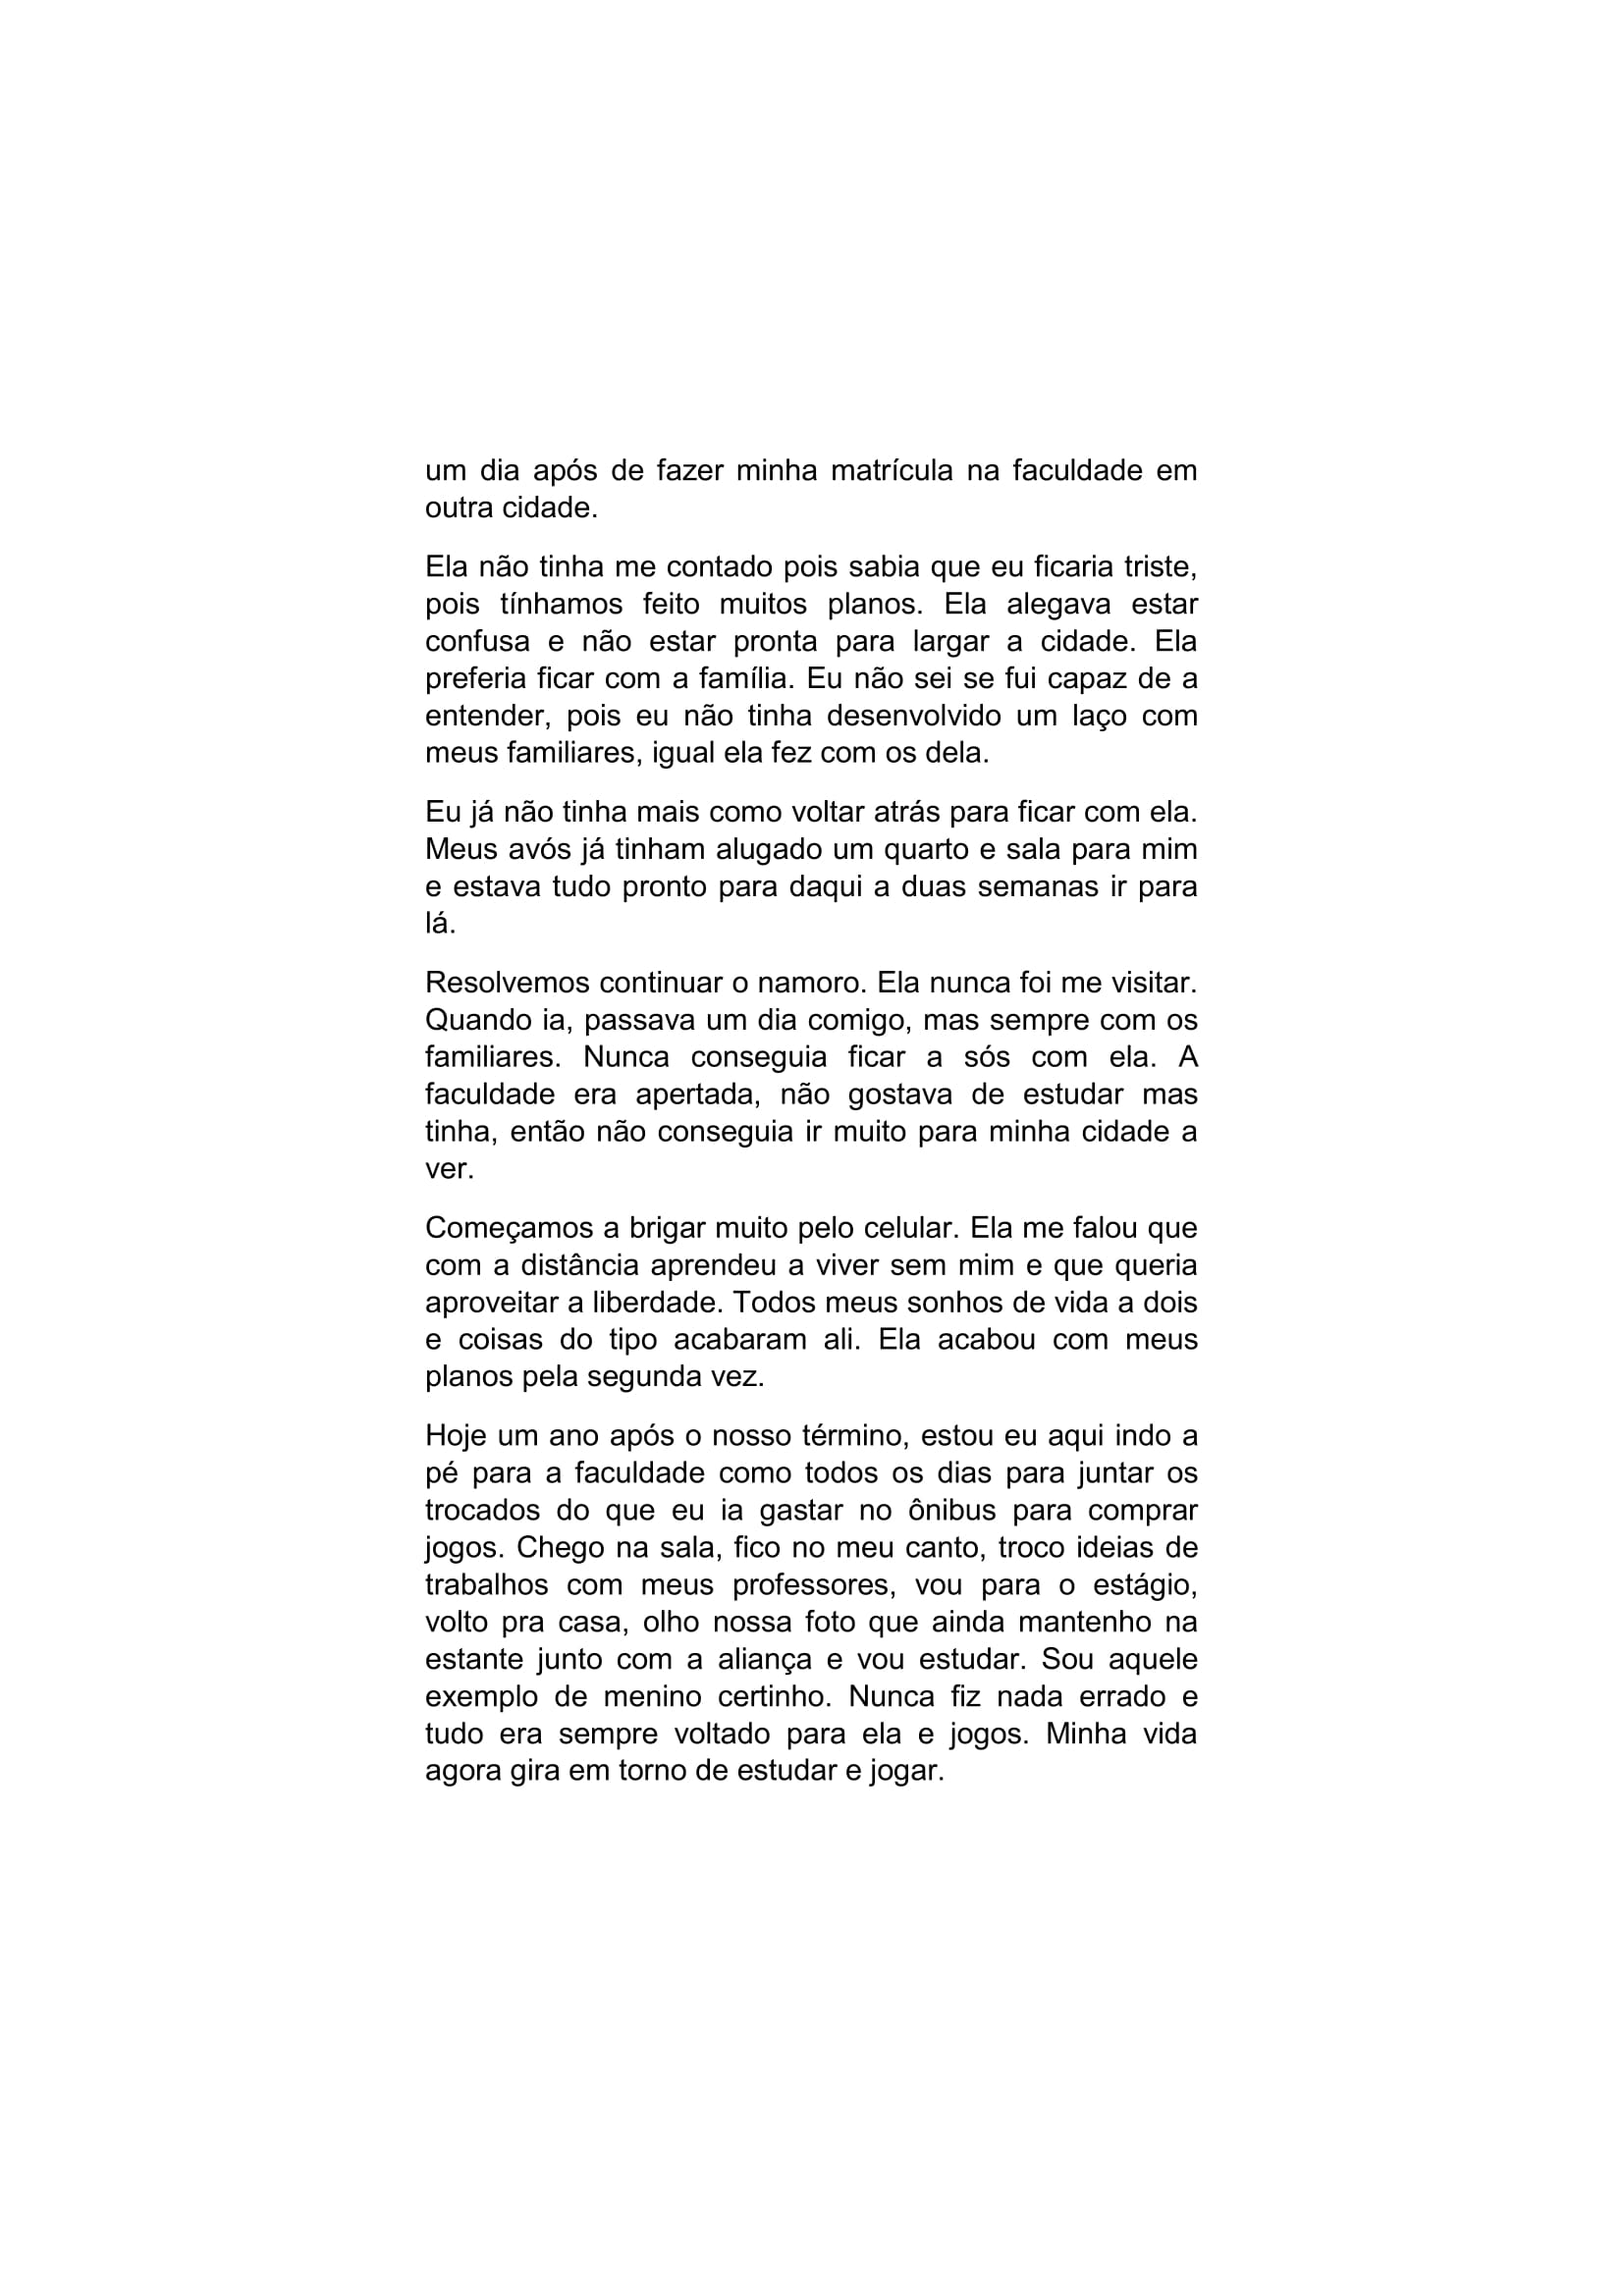 um dia após de fazer minha matrícula na faculdade em
outra cidade.
Ela não tinha me contado pois sabia que eu ficaria triste,
pois tínhamos feito muitos planos. Ela alegava estar
confusa e não estar pronta para largar a cidade. Ela
preferia ficar com a família. Eu não sei se fui capaz de a
entender, pois eu não tinha desenvolvido um laço com
meus familiares, igual ela fez com os dela.
Eu já não tinha mais como voltar atrás para ficar com ela.
Meus avós já tinham alugado um quarto e sala para mim
e estava tudo pronto para daqui a duas semanas ir para
lá.
Resolvemos continuar o namoro. Ela nunca foi me visitar.
Quando ia, passava um dia comigo, mas sempre com os
familiares. Nunca conseguia ficar a sós com ela. A
faculdade era apertada, não gostava de estudar mas
tinha, então não conseguia ir muito para minha cidade a
ver.
Começamos a brigar muito pelo celular. Ela me falou que
com a distância aprendeu a viver sem mim e que queria
aproveitar a liberdade. Todos meus sonhos de vida a dois
e coisas do tipo acabaram ali. Ela acabou com meus
planos pela segunda vez.
Hoje um ano após o nosso término, estou eu aqui indo a
pé para a faculdade como todos os dias para juntar os
trocados do que eu ia gastar no ônibus para comprar
jogos. Chego na sala, fico no meu canto, troco ideias de
trabalhos com meus professores, vou para o estágio,
volto pra casa, olho nossa foto que ainda mantenho na
estante junto com a aliança e vou estudar. Sou aquele
exemplo de menino certinho. Nunca fiz nada errado e
tudo era sempre voltado para ela e jogos. Minha vida
agora gira em torno de estudar e jogar.